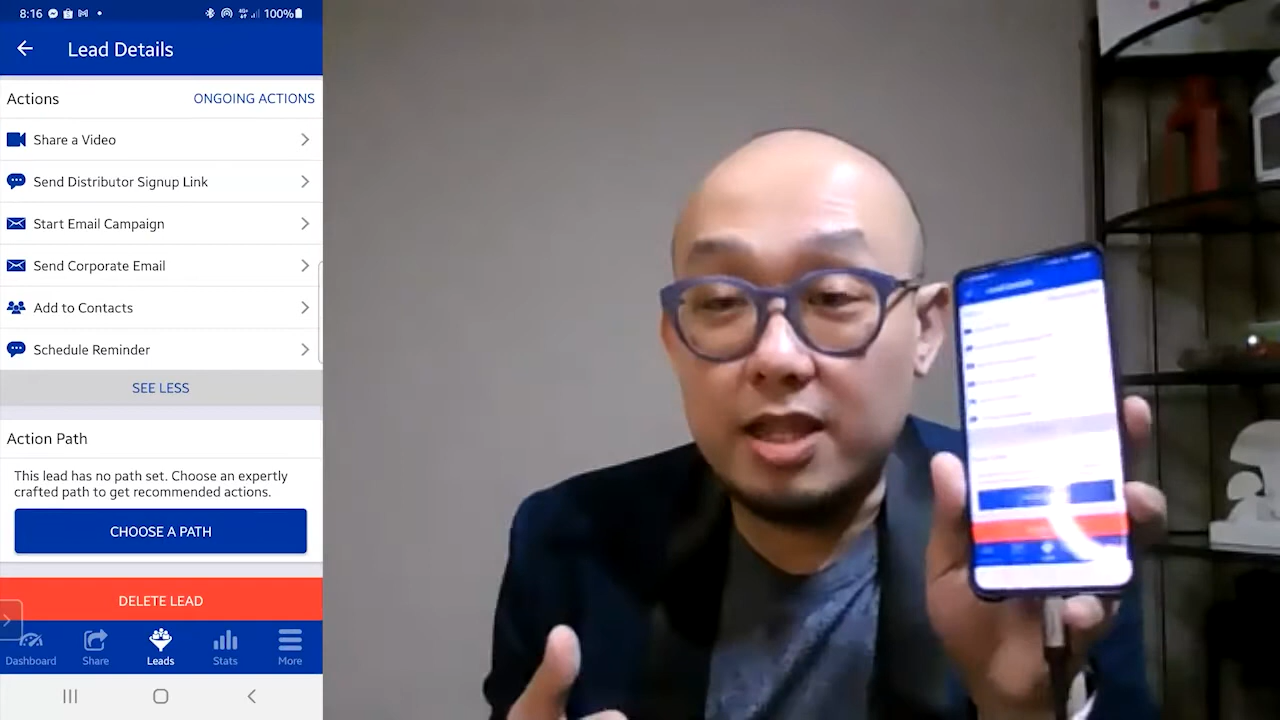 8:16
100%
Lead Details
Actions
ONGOING ACTIONS
Share a Video
Send Distributor Signup Link
Start Email Campaign
Send Corporate Email
Add to Contacts
Schedule Reminder
SEE LESS
Action Path
This lead has no path set. Choose an expertly
crafted path to get recommended actions.
CHOOSE A PATH
DELETE LEAD
Dashboard
Share
Leads
Stats
More